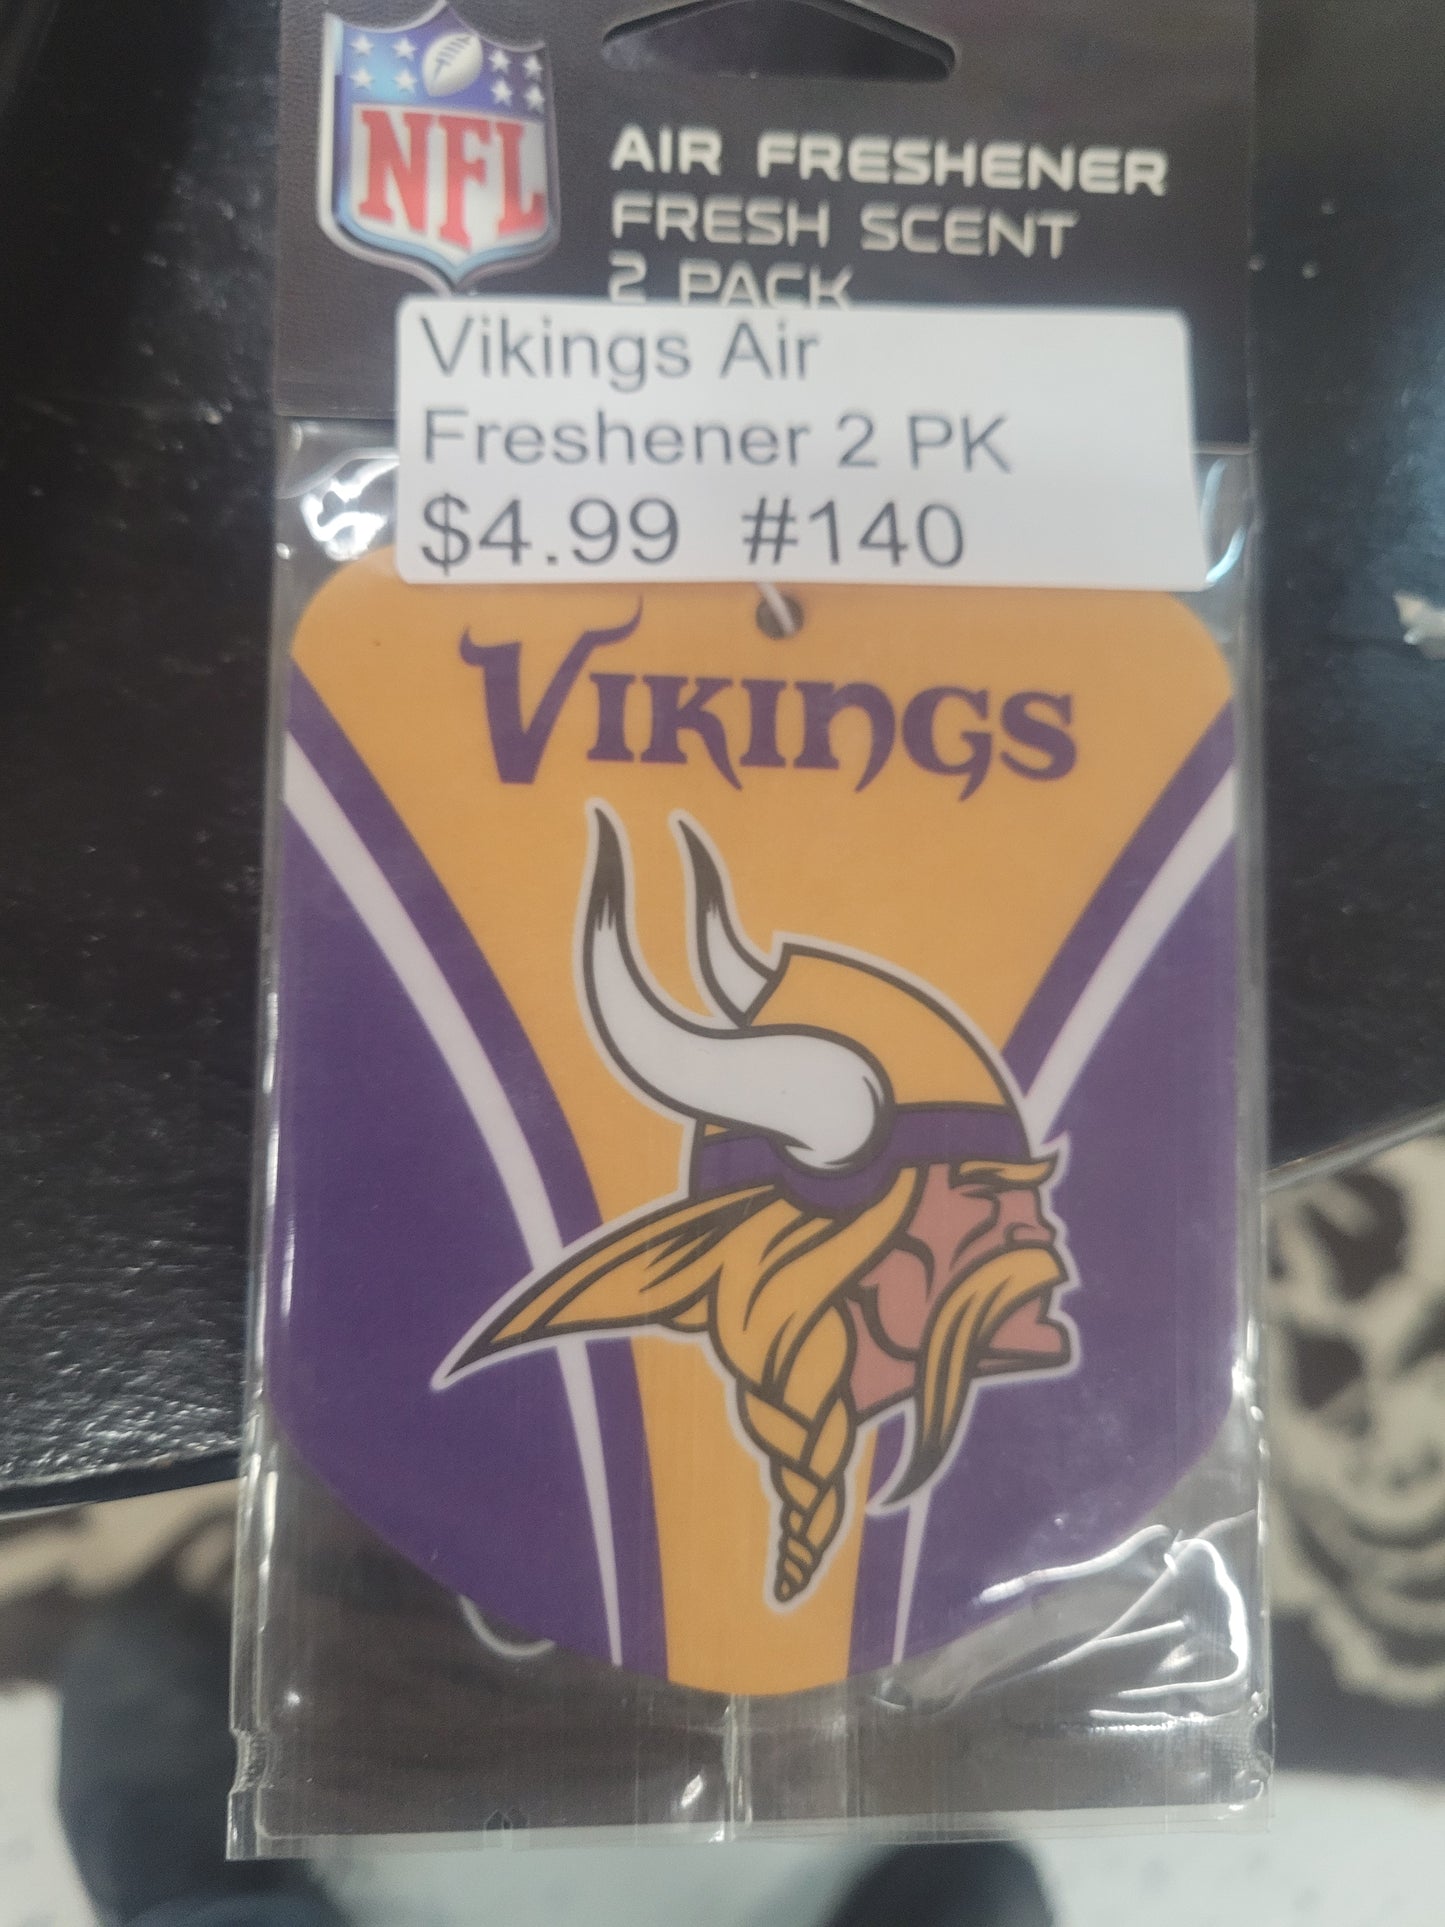 NFL
AIR FRESHENER
FRESH SCENT
2 PACK
Vikings Air
Freshener 2 PK
$4.99 #140
VIKINGS